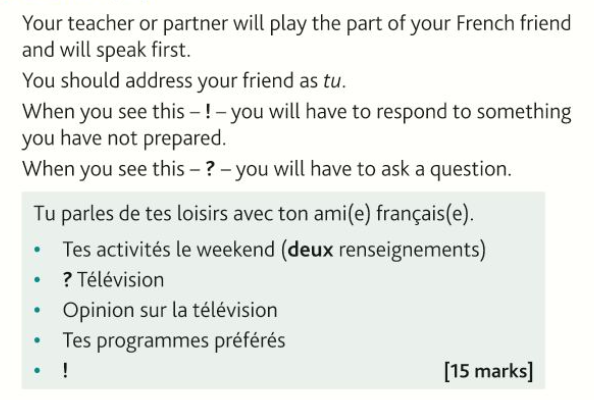 Your teacher or partner will play the part of your French friend
and will speak first.
You should address your friend as tu.
When you see this – ! – you will have to respond to something
you have not prepared.
When you see this – ? – you will have to ask a question.
Tu parles de tes loisirs avec ton ami(e) français(e).
• Tes activités le weekend (deux renseignements)
• ? Télévision
• Opinion sur la télévision
• Tes programmes préférés
• ! [15 marks]